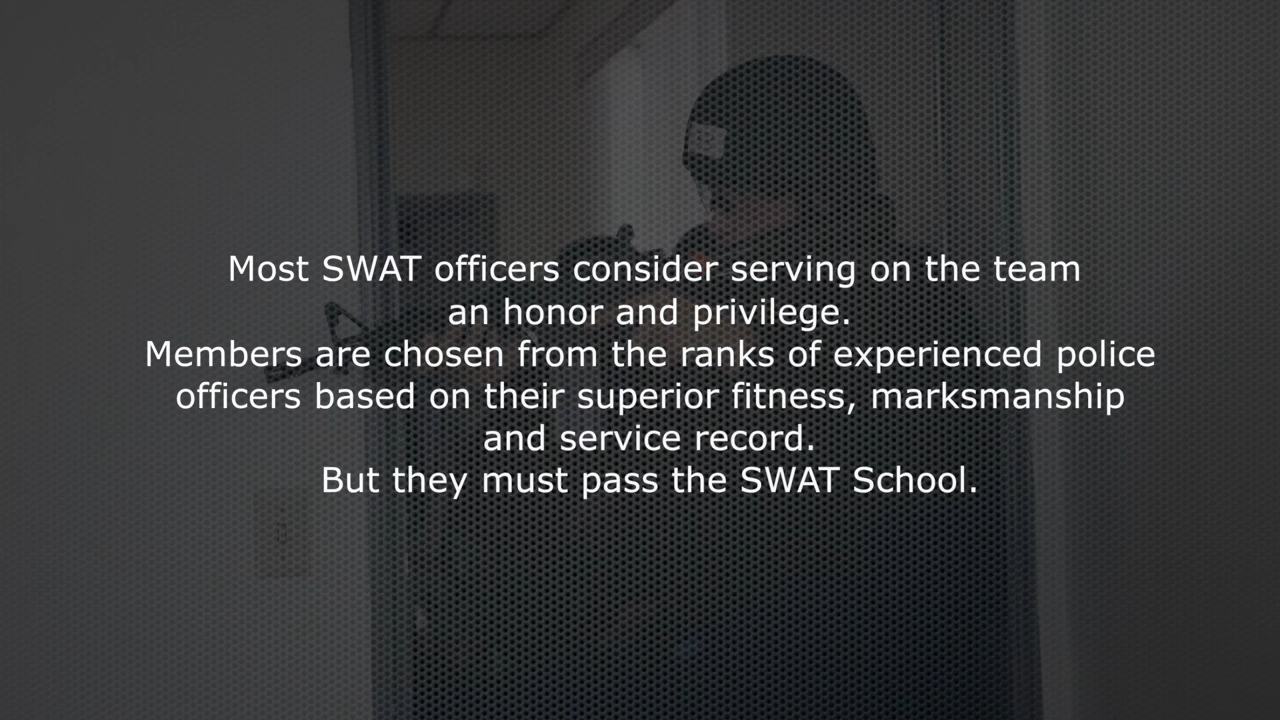 Most SWAT officers consider serving on the team
an honor and privilege.
Members are chosen from the ranks of experienced police
officers based on their superior fitness, marksmanship
and service record.
But they must pass the SWAT School.